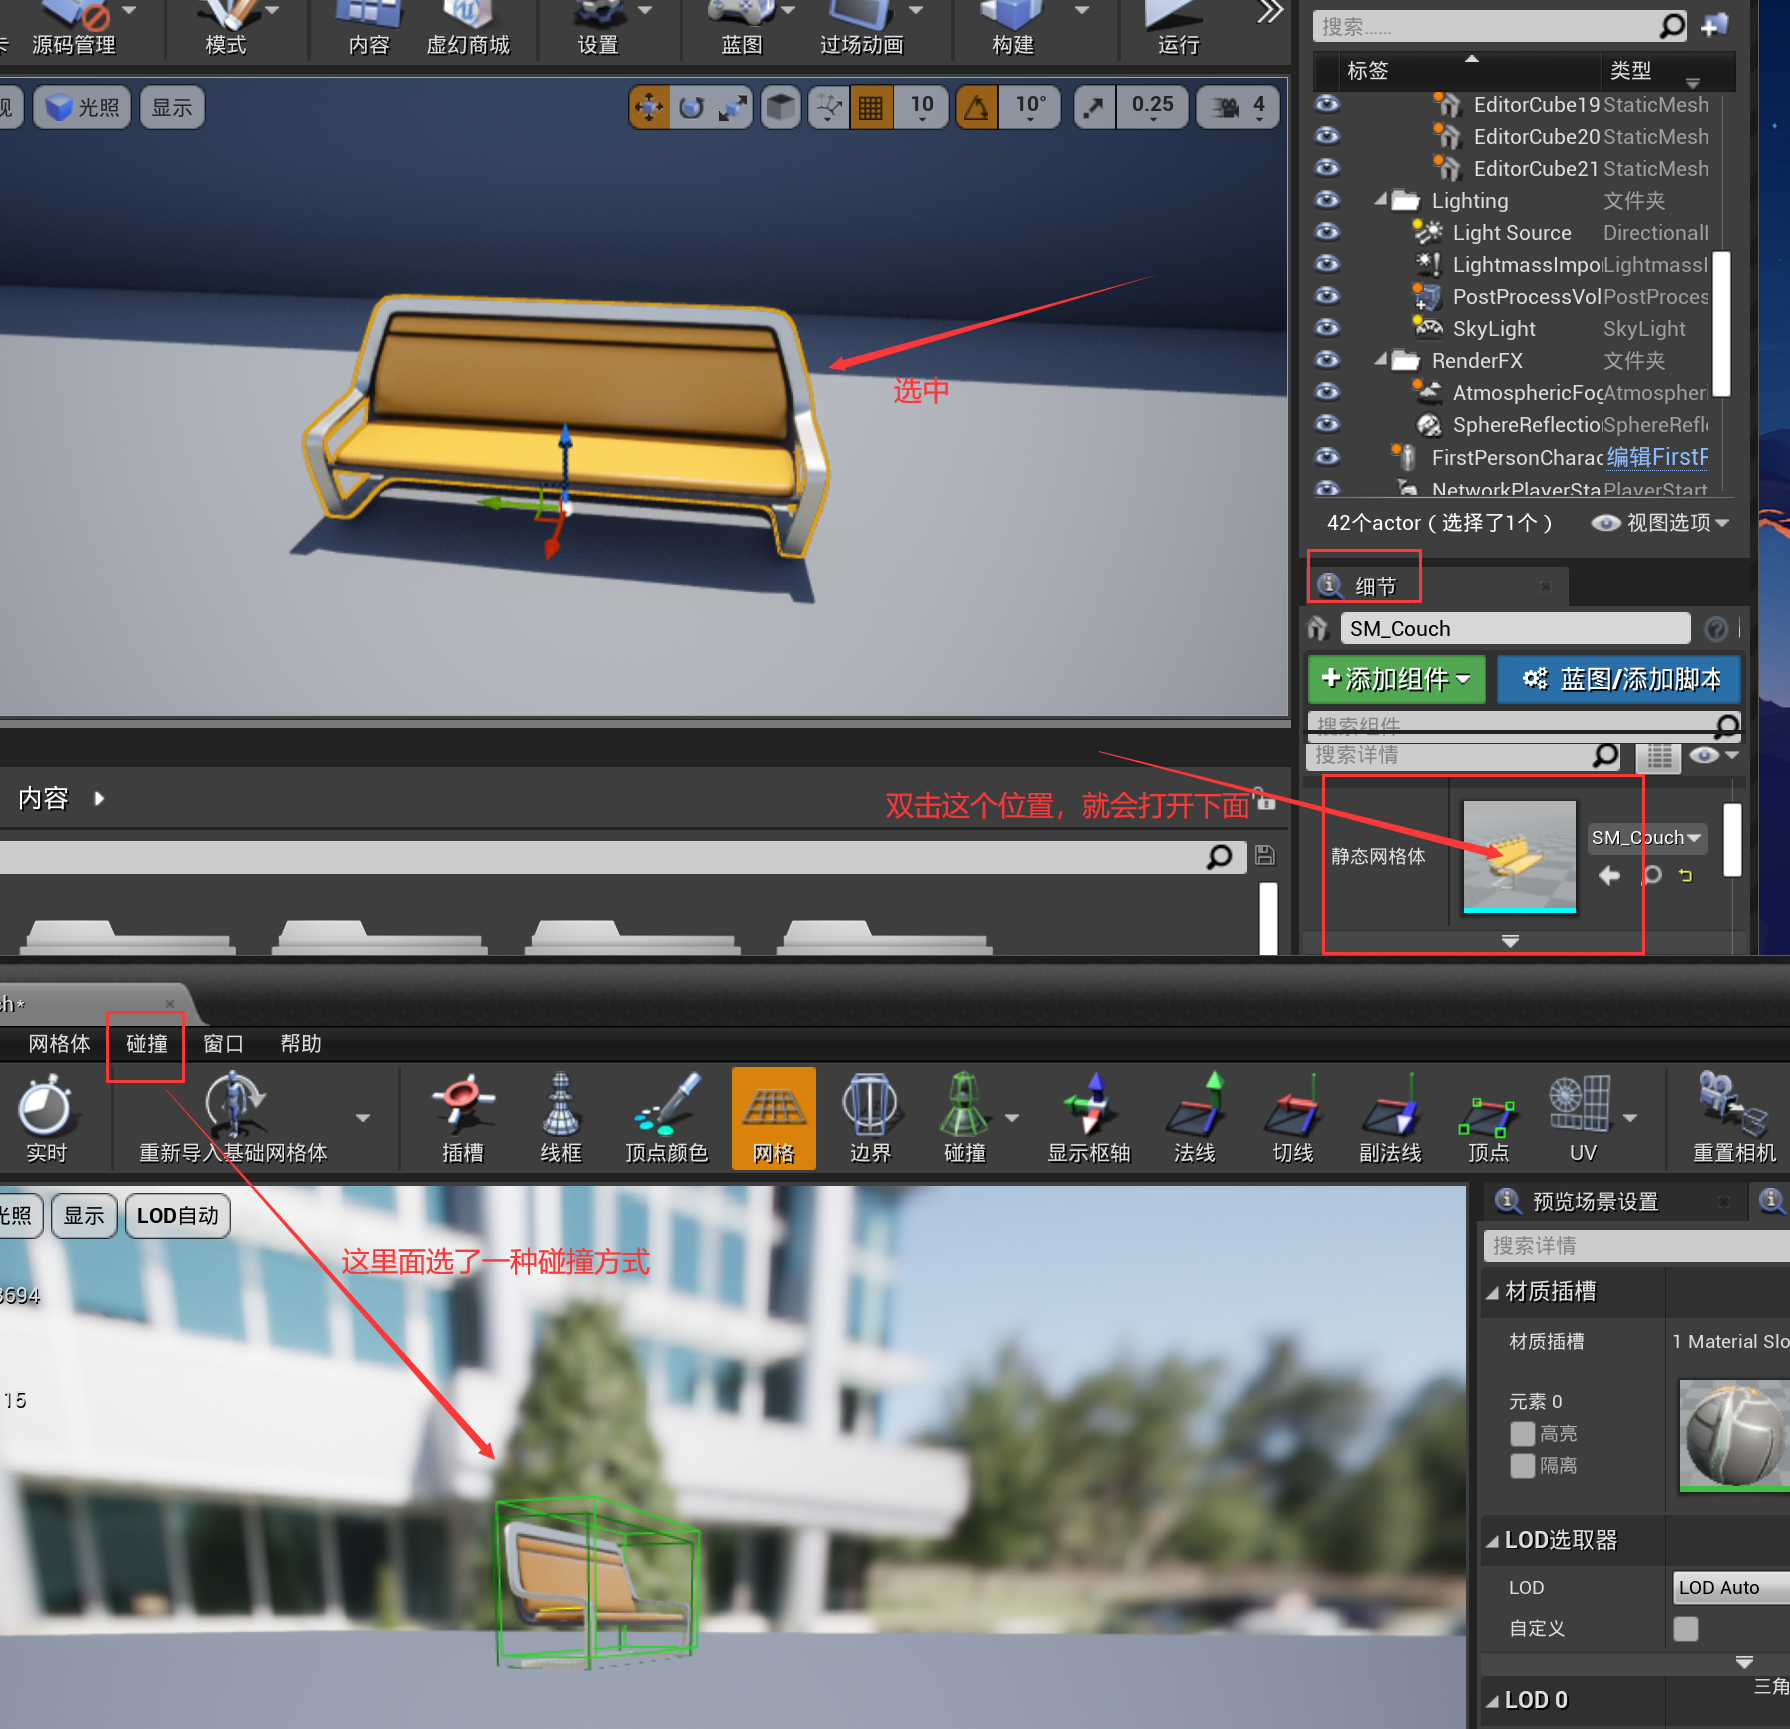 源码管理
模式
内容
虚幻商城
设置
蓝图
过场动画
构建
运行
光照
显示
10
10°
0.25
4
选中
搜索......
标签
类型
EditorCube19
StaticMesh
EditorCube20
StaticMesh
EditorCube21
StaticMesh
Lighting
文件夹
Light Source
Directionall
LightmassImpo
LightmassI
PostProcessVol
PostProces
SkyLight
SkyLight
RenderFX
文件夹
AtmosphericFog
Atmospheri
SphereReflectio
SphereRefl
FirstPersonCharac
编辑FirstF
NetworkPlayerSta
PlayerStart
42个actor（选择了1个）
视图选项
细节
SM_Couch
添加组件
蓝图/添加脚本
搜索组件
搜索详情
内容
双击这个位置，就会打开下面
静态网格体
SM_Couch
ch*
网格体
碰撞
窗口
帮助
实时
重新导入基础网格体
插槽
线框
顶点颜色
网格
边界
碰撞
显示枢轴
法线
切线
副法线
顶点
UV
重置相机
光照
显示
LOD自动
这里面选了一种碰撞方式
3694
15
预览场景设置
搜索详情
材质插槽
材质插槽
1 Material Slo
元素 0
高亮
隔离
LOD选取器
LOD
LOD Auto
自定义
三角
LOD 0